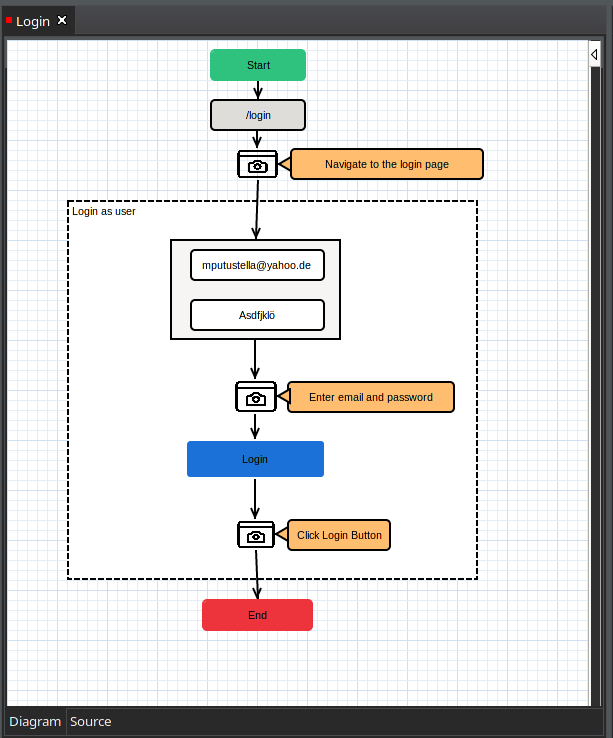 Login
Start
/login
Navigate to the login page
Login as user
mputustella@yahoo.de
Asdfjklö
Enter email and password
Login
Click Login Button
End
Diagram
Source